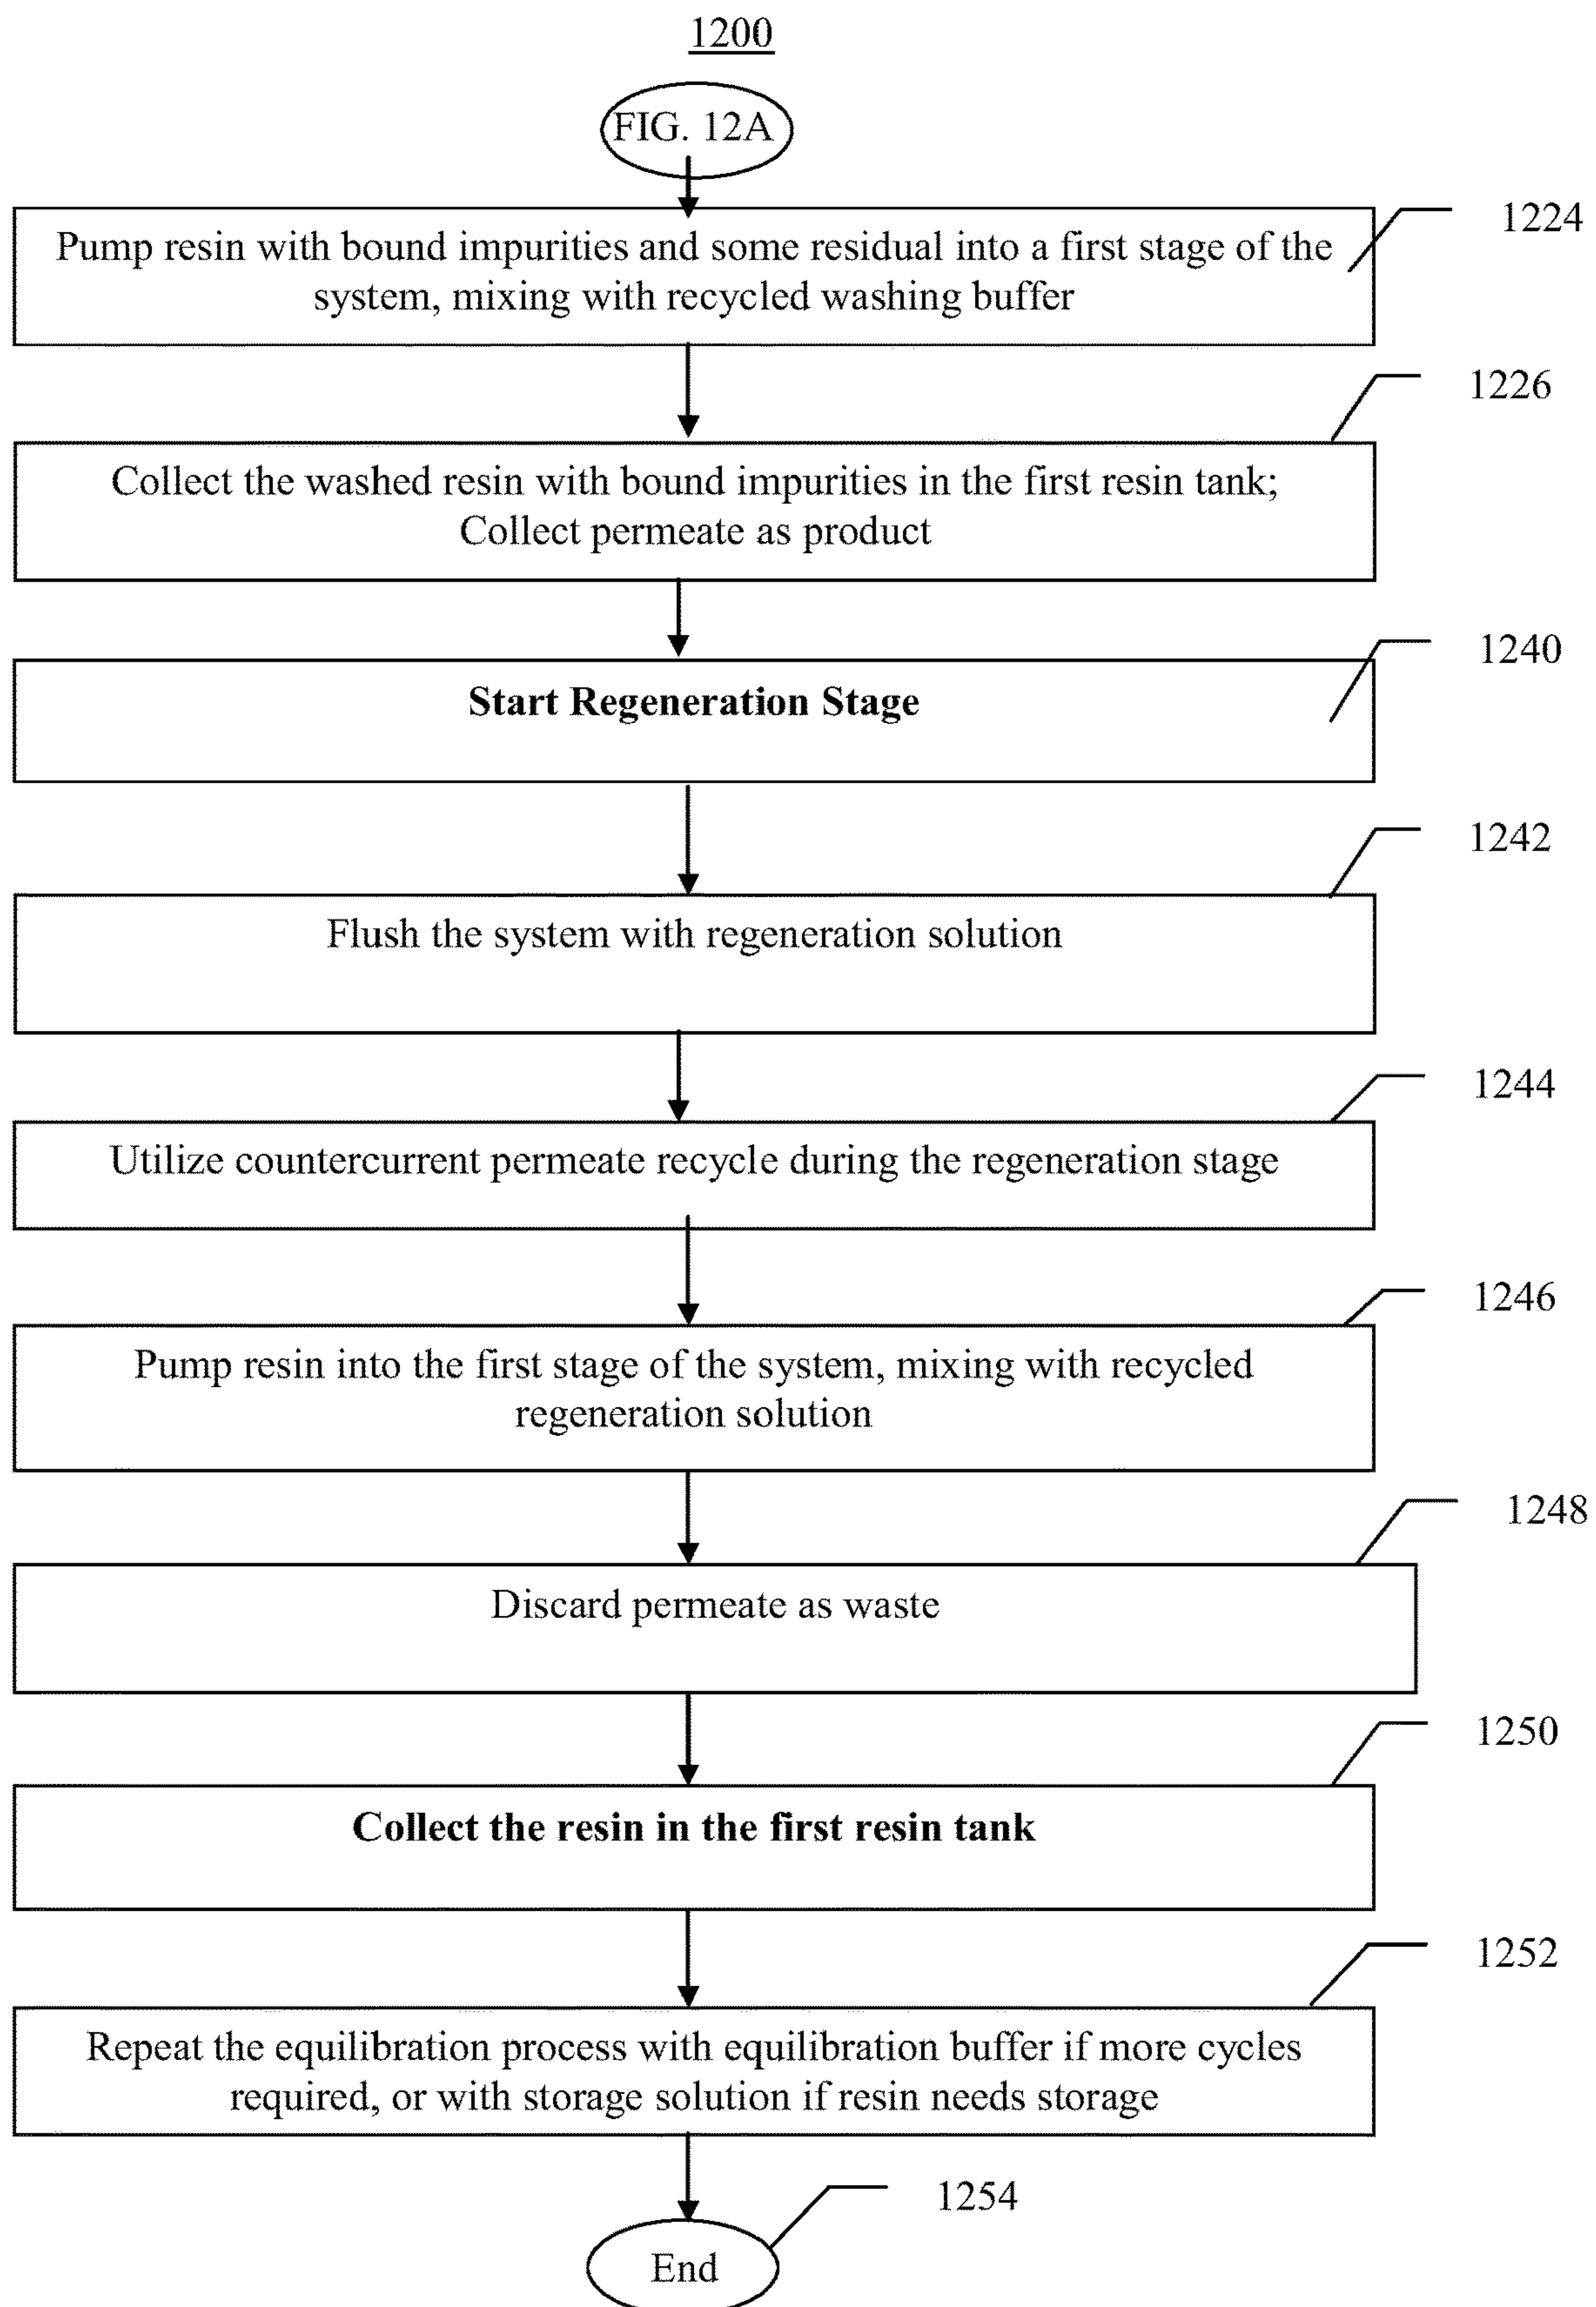 1200
FIG. 12A
1224
Pump resin with bound impurities and some residual into a first stage of the
system, mixing with recycled washing buffer
1226
Collect the washed resin with bound impurities in the first resin tank;
Collect permeate as product
1240
Start Regeneration Stage
1242
Flush the system with regeneration solution
1244
Utilize countercurrent permeate recycle during the regeneration stage
1246
Pump resin into the first stage of the system, mixing with recycled
regeneration solution
1248
Discard permeate as waste
1250
Collect the resin in the first resin tank
1252
Repeat the equilibration process with equilibration buffer if more cycles
required, or with storage solution if resin needs storage
1254
End